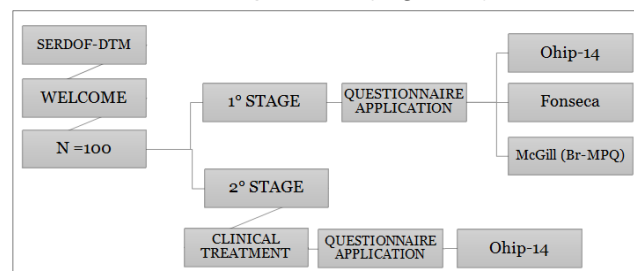 SERDOF-DTM
WELCOME
N =100
1° STAGE
QUESTIONNAIRE
APPLICATION
Ohip-14
Fonseca
McGill (Br-MPQ)
2° STAGE
CLINICAL
TREATMENT
QUESTIONNAIRE
APPLICATION
Ohip-14